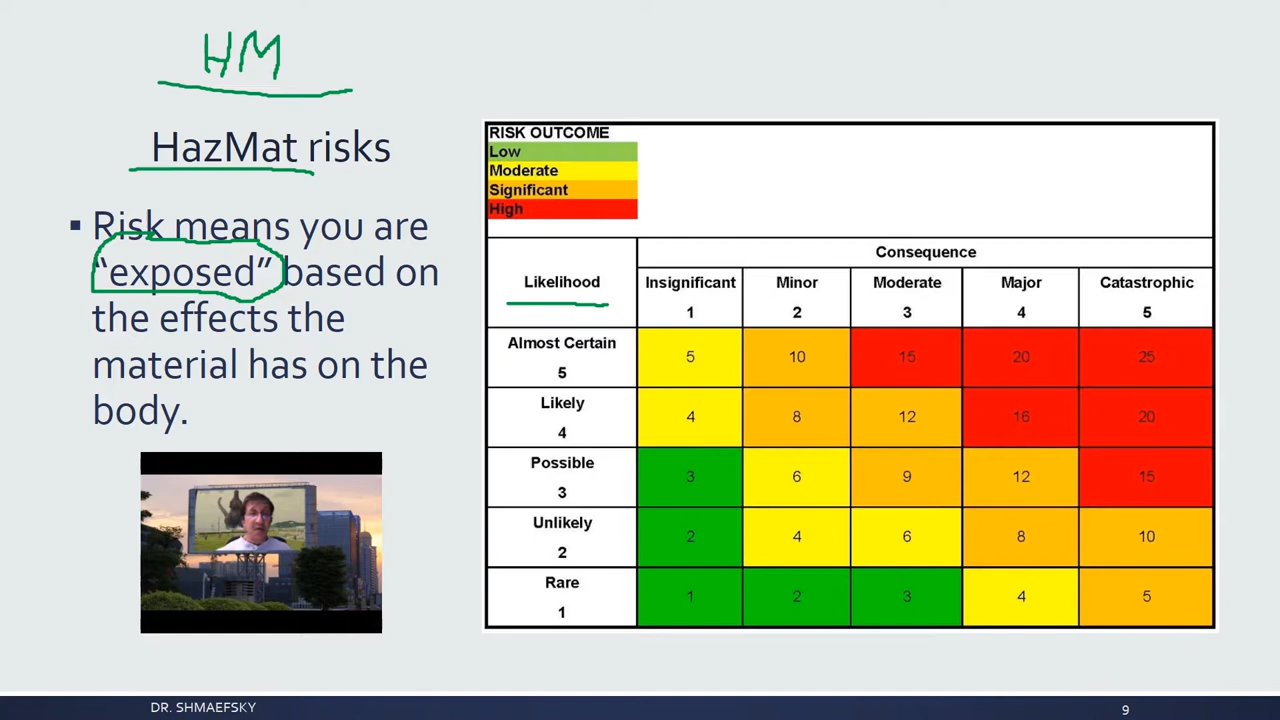 HM
HazMat risks
▪ Risk means you are
“exposed” based on
the effects the
material has on the
body.
RISK OUTCOME
Low
Moderate
Significant
High
Consequence
Likelihood Insignificant Minor Moderate Major Catastrophic
1 2 3 4 5
Almost Certain
5
5 10 15 20 25
Likely
4
4 8 12 16 20
Possible
3
3 6 9 12 15
Unlikely
2
2 4 6 8 10
Rare
1
1 2 3 4 5
DR. SHMAEFSKY 9